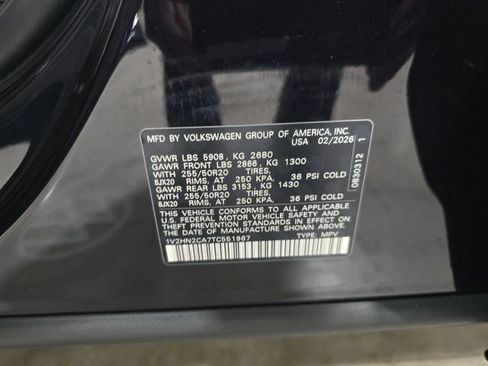 MFD BY VOLKSWAGEN GROUP OF AMERICA, INC.
USA 02/2026
GVWR LBS 5908, KG 2680
GAWR FRONT LBS 2866, KG 1300
WITH 255/50R20 TIRES,
8JX20 RIMS, AT 250 KPA. 36 PSI COLD
GAWR REAR LBS 3153, KG 1430
WITH 255/50R20 TIRES,
8JX20 RIMS, AT 250 KPA. 36 PSI COLD
THIS VEHICLE CONFORMS TO ALL APPLICABLE
U.S. FEDERAL MOTOR VEHICLE SAFETY AND
THEFT PREVENTION STANDARDS IN EFFECT ON
THE DATE OF MANUFACTURE SHOWN ABOVE.
1V2HN2CA7TC551967 TYPE: MPV
0830312 1